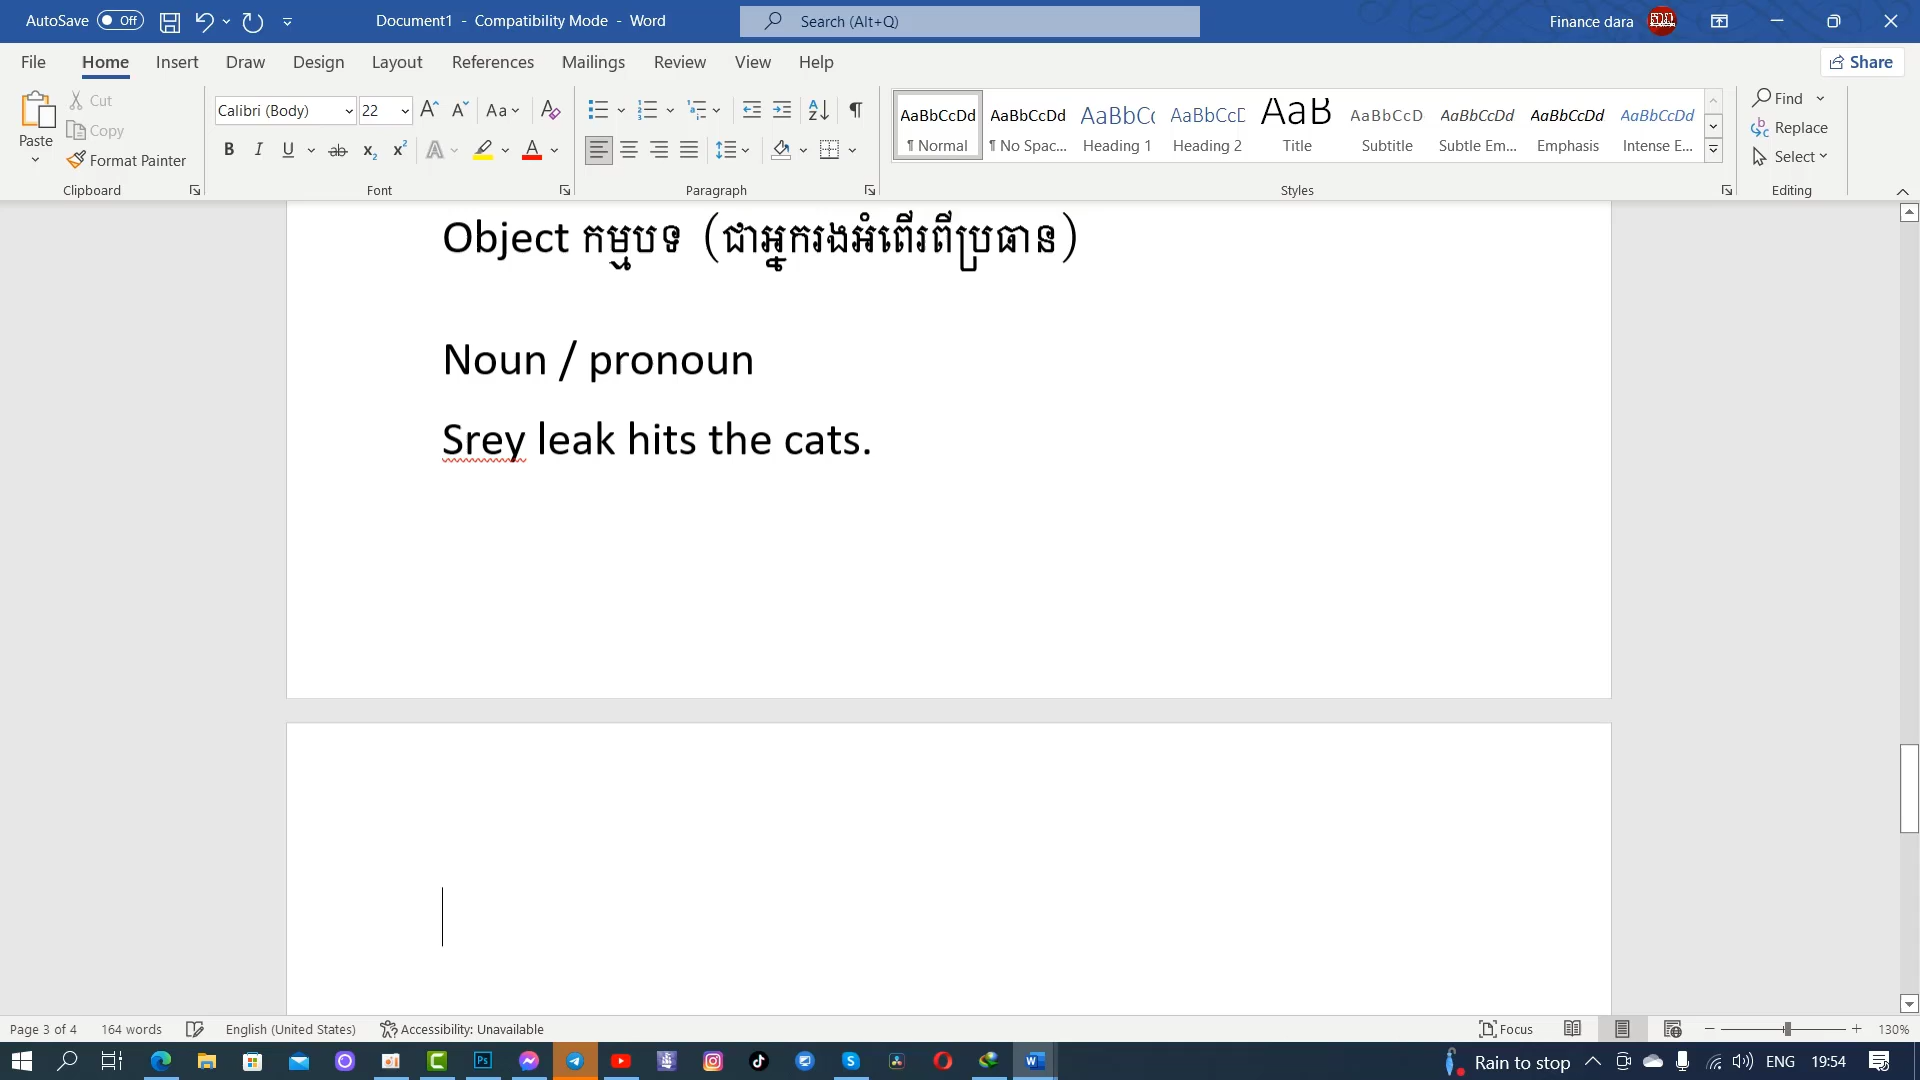 AutoSave Off Document1 - Compatibility Mode - Word Search (Alt+Q) Finance dara
File Home Insert Draw Design Layout References Mailings Review View Help Share
Paste Cut Copy Format Painter Clipboard
Calibri (Body) 22 Aa Font
Paragraph
AaBbCcDd AaBbCcDd AaBbCc AaBbCcE AaB AaBbCcD AaBbCcDd AaBbCcDd AaBbCcDd
¶ Normal ¶ No Spac... Heading 1 Heading 2 Title Subtitle Subtle Em... Emphasis Intense E...
Styles
Find Replace Select Editing
Object កម្មបទ (ជាអ្នករងអំពើរពីប្រធាន)
Noun / pronoun
Srey leak hits the cats.
Page 3 of 4 164 words English (United States) Accessibility: Unavailable Focus 130%
Rain to stop ENG 19:54